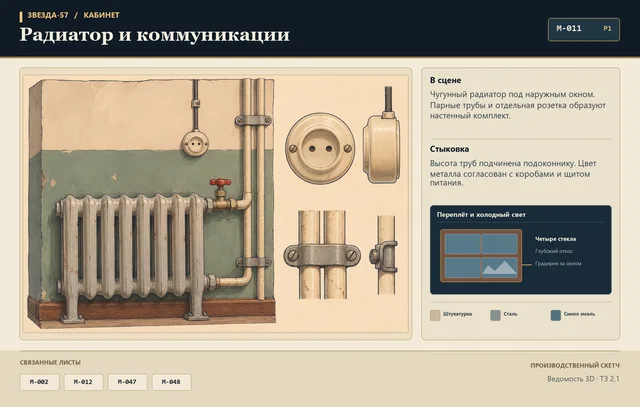 ЗВЕЗДА-57 / КАБИНЕТ
Радиатор и коммуникации
М-011 P1
В сцене
Чугунный радиатор под наружным окном.
Парные трубы и отдельная розетка образуют
настенный комплект.
Стыковка
Высота труб подчинена подоконнику. Цвет
металла согласован с коробами и щитом
питания.
Переплёт и холодный свет
Четыре стекла
Глубокий откос
Градирня за окном
Штукатурка
Сталь
Синяя эмаль
СВЯЗАННЫЕ ЛИСТЫ
М-002
М-012
М-047
М-048
ПРОИЗВОДСТВЕННЫЙ СКЕТЧ
Ведомость 3D · ТЗ 2.1